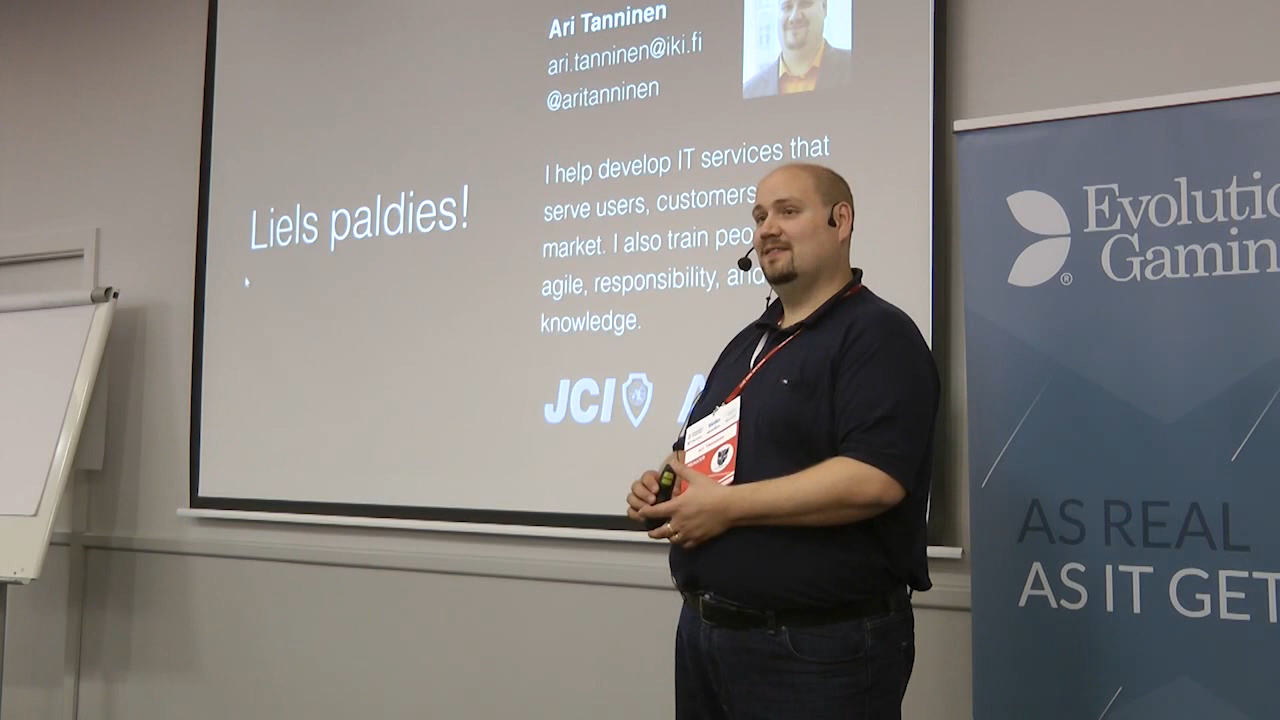 Ari Tanninen
ari.tanninen@iki.fi
@aritanninen
Liels paldies!
I help develop IT services that
serve users, customers
market. I also train
agile, responsibility, and
knowledge.
JCI
Evolutio
Gamin
®
AS REAL
AS IT GET